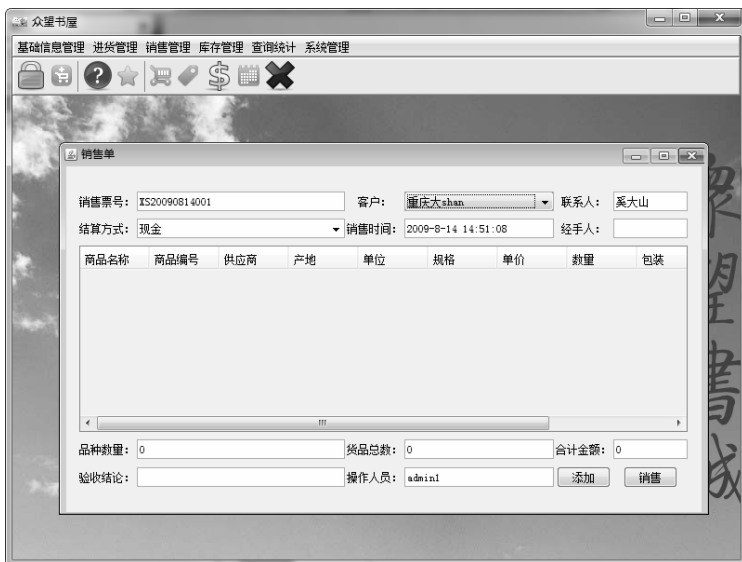 众望书屋
基础信息管理 进货管理 销售管理 库存管理 查询统计 系统管理
销售单
销售票号: XS20090814001 客户: 重庆大shan 联系人: 奚大山
结算方式: 现金 销售时间: 2009-8-14 14:51:08 经手人:
商品名称 商品编号 供应商 产地 单位 规格 单价 数量 包装
品种数量: 0 货品总数: 0 合计金额: 0
验收结论: 操作人员: admin1 添加 销售
眾望書城